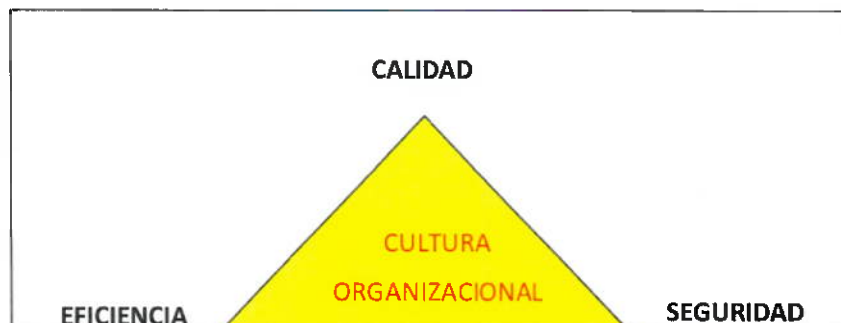 CALIDAD
CULTURA
ORGANIZACIONAL
EFICIENCIA
SEGURIDAD